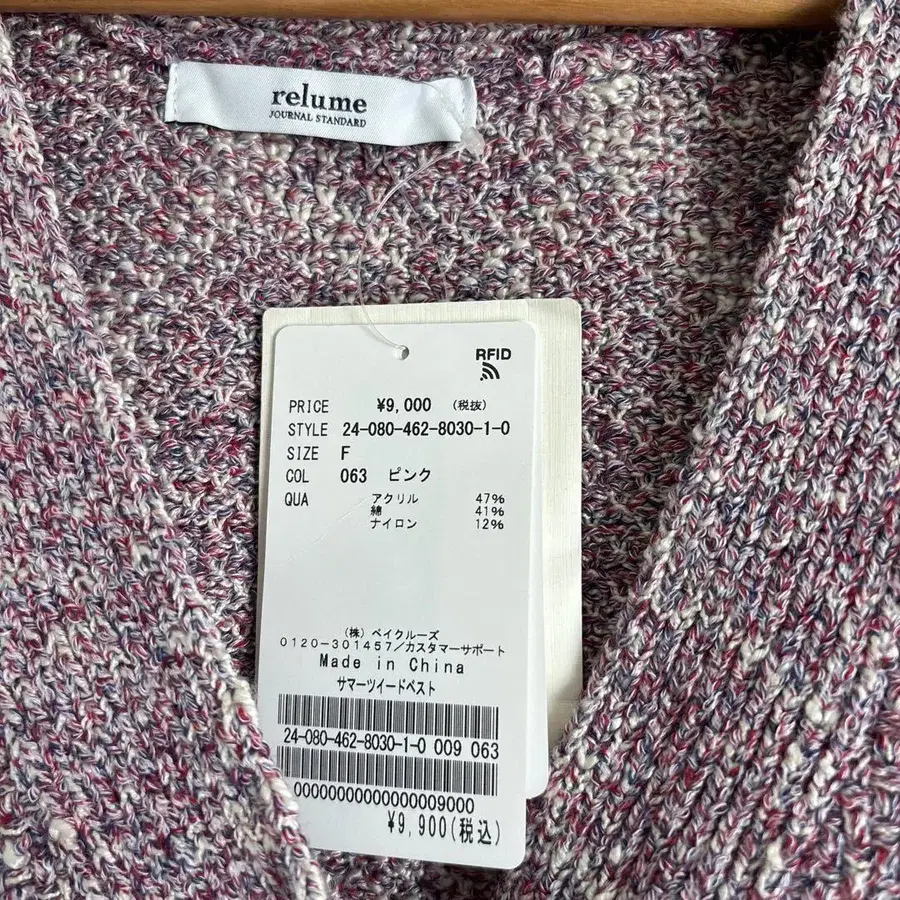 relume
JOURNAL STANDARD
RFID
PRICE ¥9,000 (税抜)
STYLE 24-080-462-8030-1-0
SIZE F
COL 063 ピンク
QUA アクリル 47%
綿 41%
ナイロン 12%
(株) ベイクルーズ
0120-301457/カスタマーサポート
Made in China
サマーツイードベスト
24-080-462-8030-1-0 009 063
00000000000000009000
¥9,900(税込)